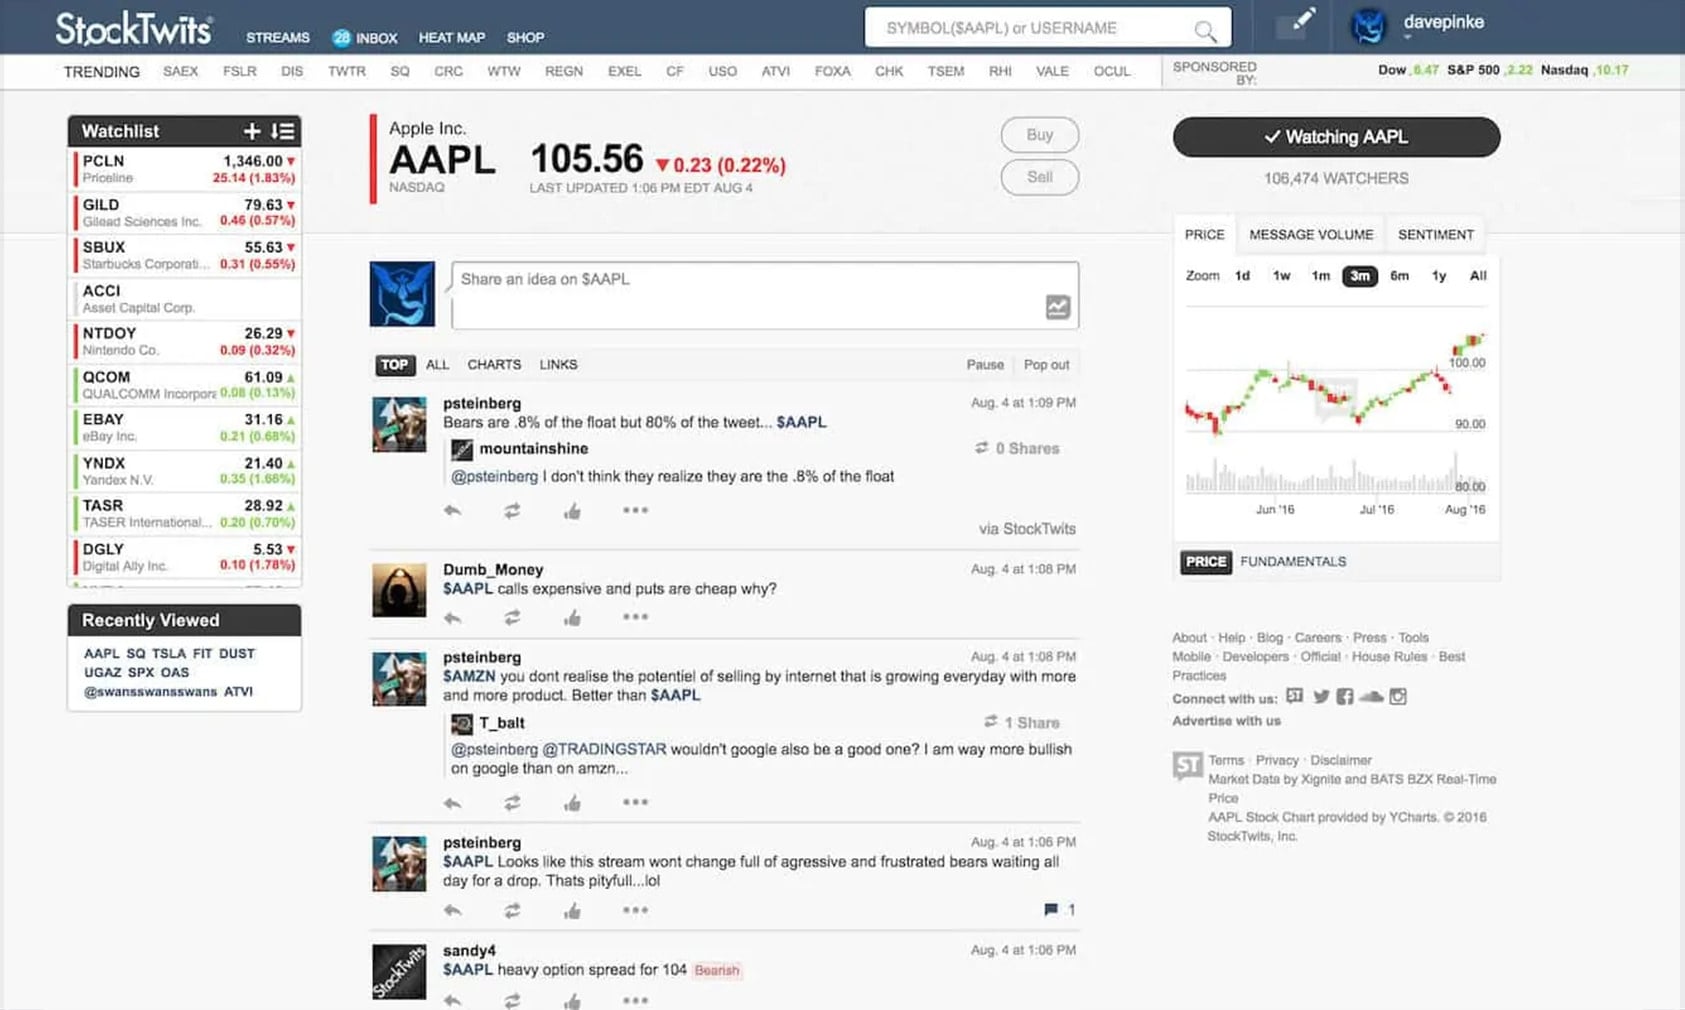 StockTwits
STREAMS 28 INBOX HEAT MAP SHOP
SYMBOL($AAPL) or USERNAME
davepinke
TRENDING SAEX FSLR DIS TWTR SQ CRC WTW REGN EXEL CF USO ATVI FOXA CHK TSEM RHI VALE OCUL
SPONSORED
BY:
Dow .6.47 S&P 500 .2.22 Nasdaq .10.17
Watchlist
PCLN 1,346.00 ▼
Priceline 25.14 (1.83%)
GILD 79.63 ▼
Gilead Sciences Inc. 0.46 (0.57%)
SBUX 55.63 ▼
Starbucks Corporati... 0.31 (0.55%)
ACCI
Asset Capital Corp.
NTDOY 26.29 ▼
Nintendo Co. 0.09 (0.32%)
QCOM 61.09 ▲
QUALCOMM Incorpora 0.08 (0.13%)
EBAY 31.16 ▲
eBay Inc. 0.21 (0.68%)
YNDX 21.40 ▲
Yandex N.V. 0.35 (1.66%)
TASR 28.92 ▲
TASER International... 0.20 (0.70%)
DGLY 5.53 ▼
Digital Ally Inc. 0.10 (1.78%)
Recently Viewed
AAPL SQ TSLA FIT DUST
UGAZ SPX OAS
@swansswansswans ATVI
Apple Inc.
AAPL 105.56 ▼0.23 (0.22%)
NASDAQ LAST UPDATED 1:06 PM EDT AUG 4
Buy
Sell
Share an idea on $AAPL
TOP ALL CHARTS LINKS Pause Pop out
psteinberg Aug. 4 at 1:09 PM
Bears are .8% of the float but 80% of the tweet... $AAPL
mountainshine 0 Shares
@psteinberg I don't think they realize they are the .8% of the float
via StockTwits
Dumb_Money Aug. 4 at 1:08 PM
$AAPL calls expensive and puts are cheap why?
psteinberg Aug. 4 at 1:08 PM
$AMZN you dont realise the potentiel of selling by internet that is growing everyday with more
and more product. Better than $AAPL
T_balt 1 Share
@psteinberg @TRADINGSTAR wouldn't google also be a good one? I am way more bullish
on google than on amzn...
psteinberg Aug. 4 at 1:06 PM
$AAPL Looks like this stream wont change full of agressive and frustrated bears waiting all
day for a drop. Thats pityfull...lol
1
sandy4 Aug. 4 at 1:06 PM
$AAPL heavy option spread for 104 Bearish
StockTwits
✓ Watching AAPL
106,474 WATCHERS
PRICE MESSAGE VOLUME SENTIMENT
Zoom 1d 1w 1m 3m 6m 1y All
100.00
90.00
80.00
Jun '16 Jul '16 Aug '16
PRICE FUNDAMENTALS
About · Help · Blog · Careers · Press · Tools
Mobile · Developers · Official · House Rules · Best
Practices
Connect with us: ST
Advertise with us
ST Terms · Privacy · Disclaimer
Market Data by Xignite and BATS BZX Real-Time
Price
AAPL Stock Chart provided by YCharts. © 2016
StockTwits, Inc.